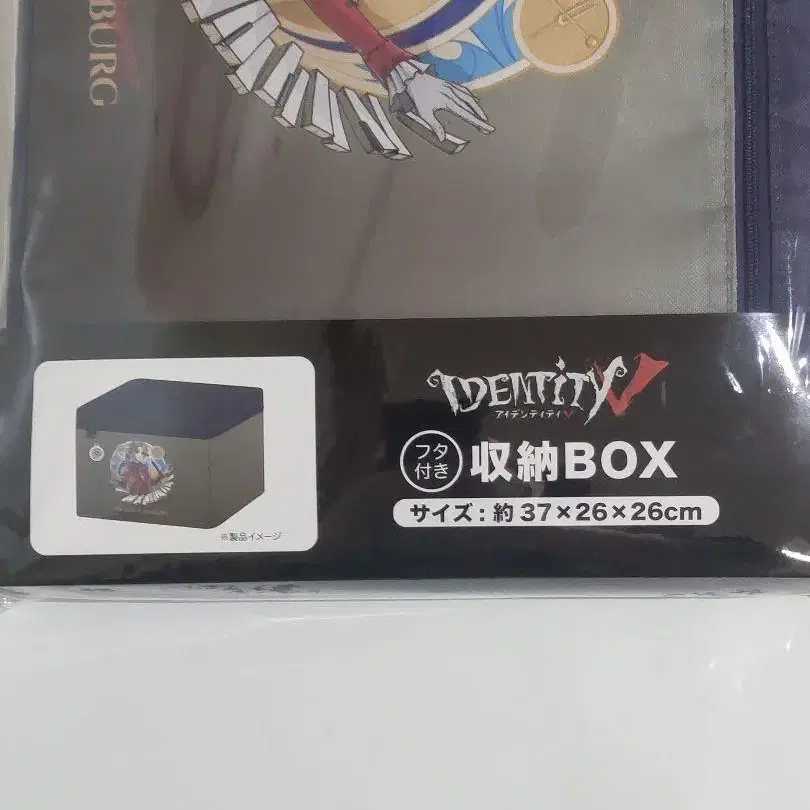 BURG
IDENTITY V
アイデンティティV
フタ
付き
収納BOX
サイズ：約 37×26×26cm
※製品イメージ